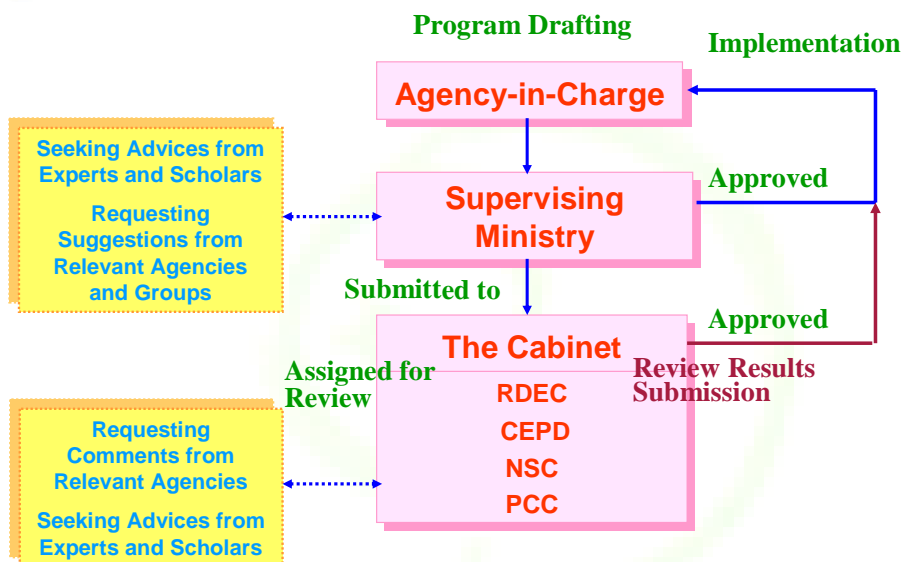 Program Drafting
Implementation
Agency-in-Charge
Seeking Advices from
Experts and Scholars
Requesting
Suggestions from
Relevant Agencies
and Groups
Supervising
Ministry
Approved
Submitted to
The Cabinet
Approved
Assigned for
Review
Review Results
Submission
RDEC
CEPD
NSC
PCC
Requesting
Comments from
Relevant Agencies
Seeking Advices from
Experts and Scholars